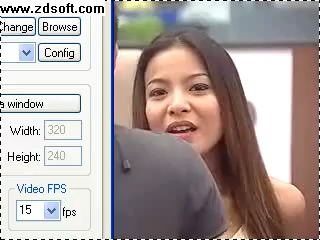 www.zdsoft.com
Change Browse
Config
a window
Width: 320
Height: 240
Video FPS
15 fps